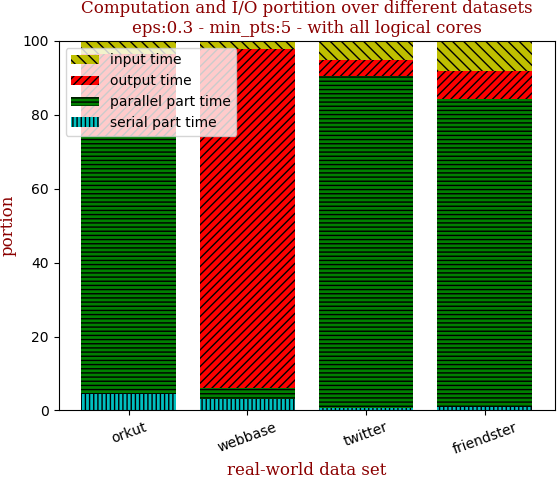 Computation and I/O portition over different datasets
eps:0.3 - min_pts:5 - with all logical cores
100
80
60
40
20
0
portion
input time
output time
parallel part time
serial part time
orkut
webbase
twitter
friendster
real-world data set